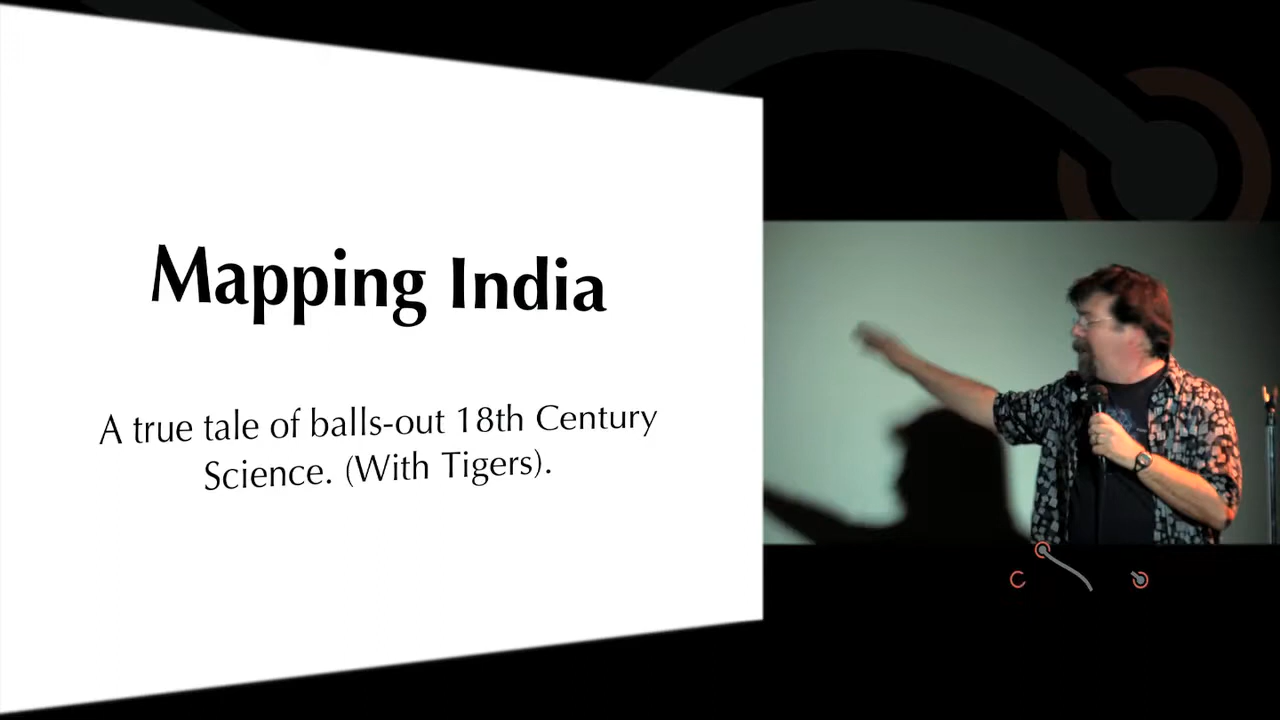 Mapping India
A true tale of balls-out 18th Century
Science. (With Tigers).